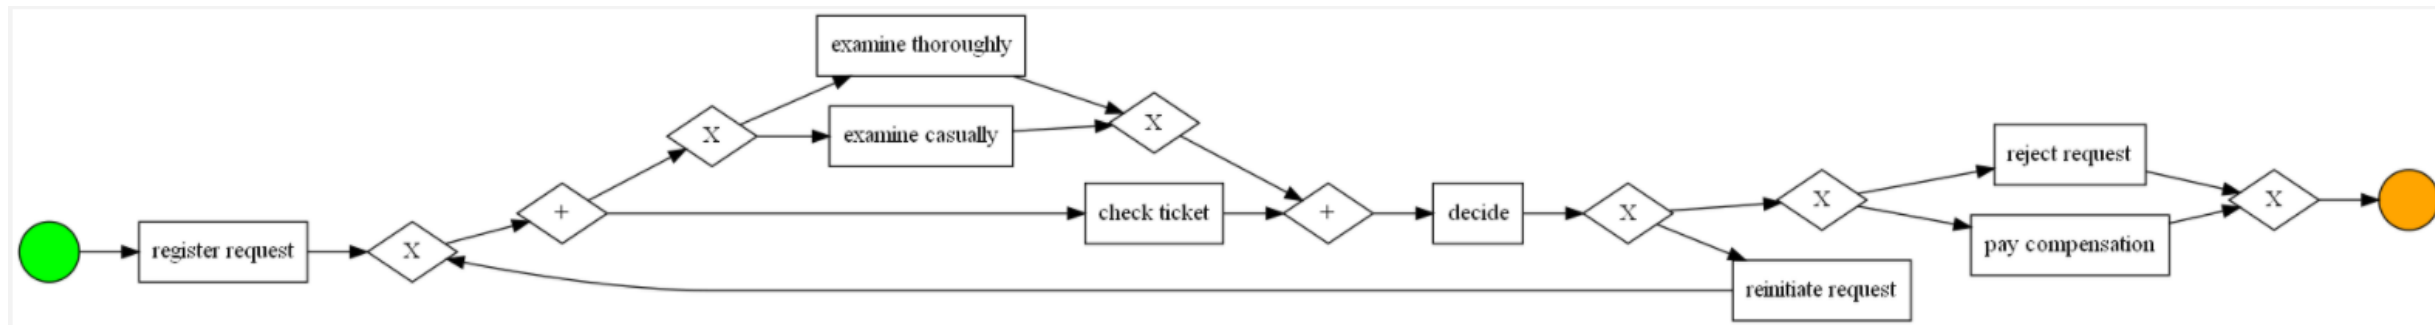 examine thoroughly
X
examine casually
X
+
check ticket
+
decide
X
X
reject request
X
register request
X
pay compensation
reinitiate request